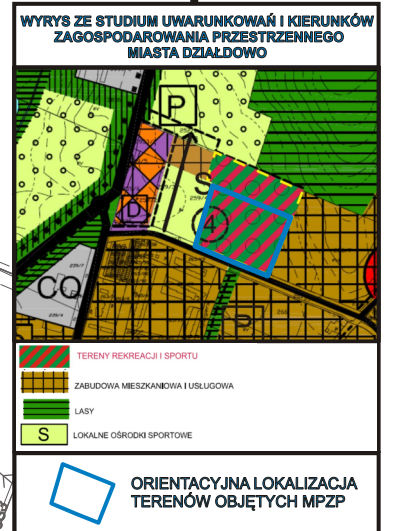 WYRYS ZE STUDIUM UWARUNKOWAŃ I KIERUNKÓW
ZAGOSPODAROWANIA PRZESTRZENNEGO
MIASTA DZIAŁDOWO
P
S
D
4
CO
P
TERENY REKREACJI I SPORTU
ZABUDOWA MIESZKANIOWA I USŁUGOWA
LASY
S LOKALNE OŚRODKI SPORTOWE
ORIENTACYJNA LOKALIZACJA
TERENÓW OBJĘTYCH MPZP